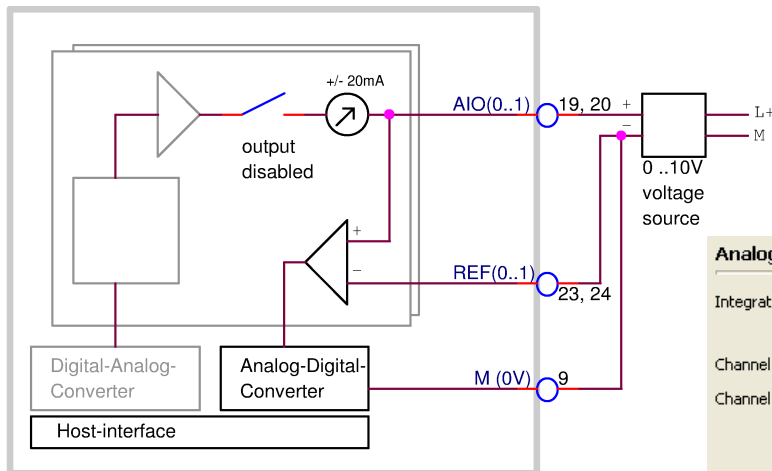 +/- 20mA
AIO(0..1)
19, 20
+
L+
−
M
output
disabled
0 ..10V
voltage
source
+
−
REF(0..1)
23, 24
Analog
Integrat
Channel
Channel
Digital-Analog-
Converter
Analog-Digital-
Converter
M (0V)
9
Host-interface